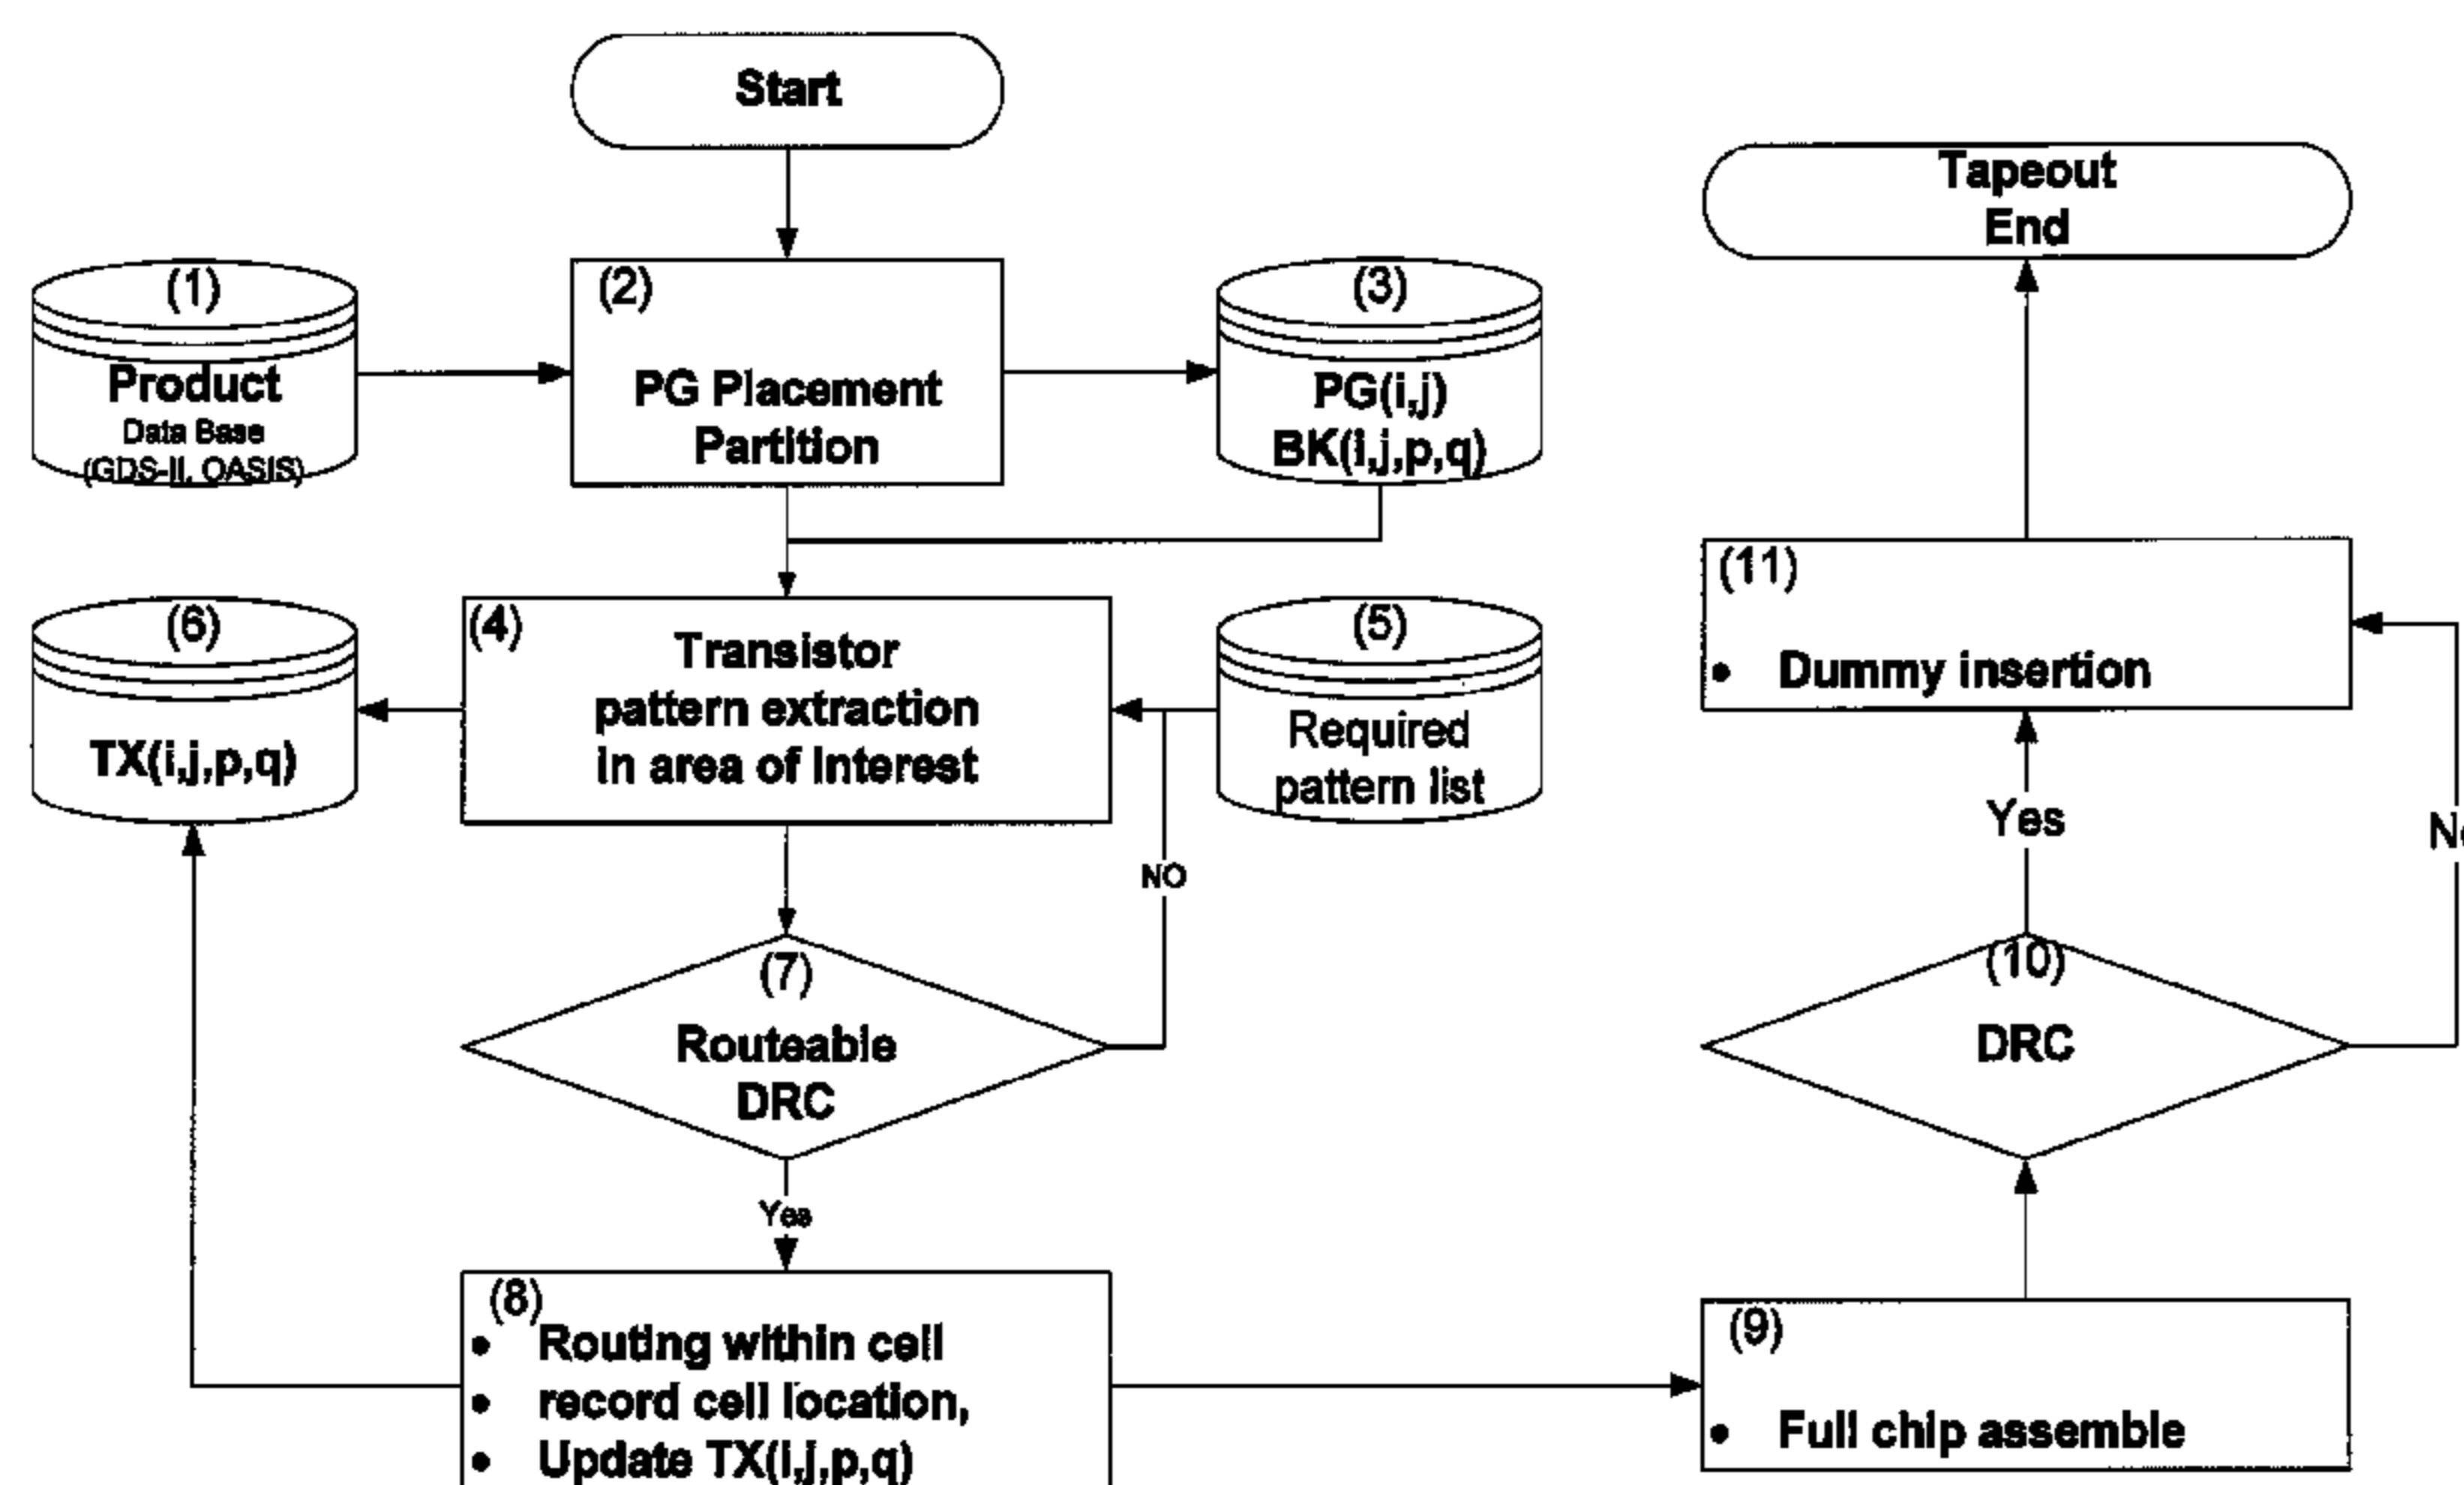 Start
(1)
Product
Data Base
(GDS-II, OASIS)
(2)
PG Placement
Partition
(3)
PG(i,j)
BK(i,j,p,q)
(6)
TX(i,j,p,q)
(4)
Transistor
pattern extraction
in area of interest
(5)
Required
pattern list
NO
(7)
Routeable
DRC
Yes
(8)
• Routing within cell
• record cell location,
• Update TX(i,j,p,q)
Tapeout
End
(11)
• Dummy insertion
Yes
(10)
DRC
(9)
• Full chip assemble